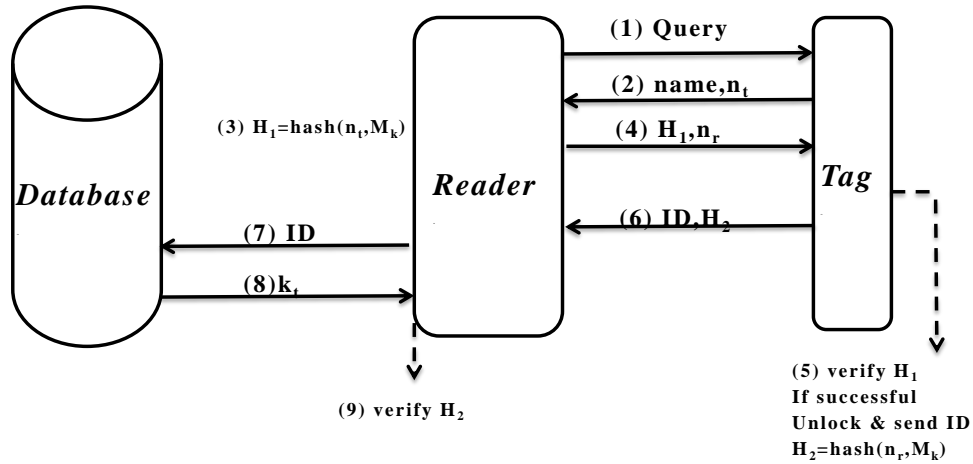 (1) Query
(2) name,nₜ
(3) H₁=hash(nₜ,Mₖ)
(4) H₁,nᵣ
Database
Reader
Tag
(6) ID,H₂
(7) ID
(8)kₜ
(5) verify H₁
If successful
Unlock & send ID
H₂=hash(nᵣ,Mₖ)
(9) verify H₂